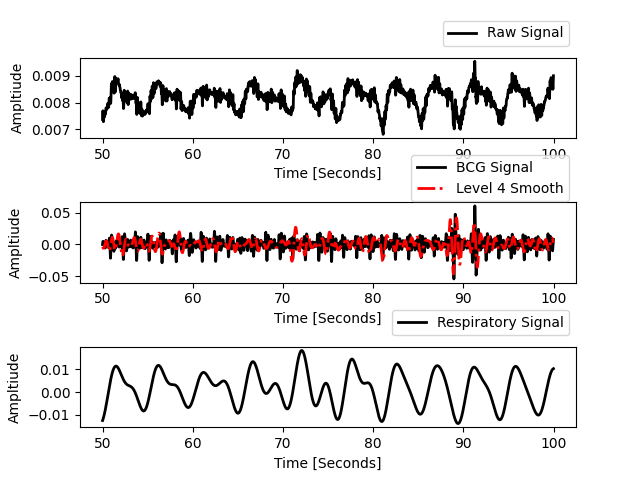 Raw Signal
Ampltiude
0.009
0.008
0.007
50 60 70 80 90 100
Time [Seconds]
BCG Signal
Level 4 Smooth
Ampltiude
0.05
0.00
−0.05
50 60 70 80 90 100
Time [Seconds]
Respiratory Signal
Ampltiude
0.01
0.00
−0.01
50 60 70 80 90 100
Time [Seconds]